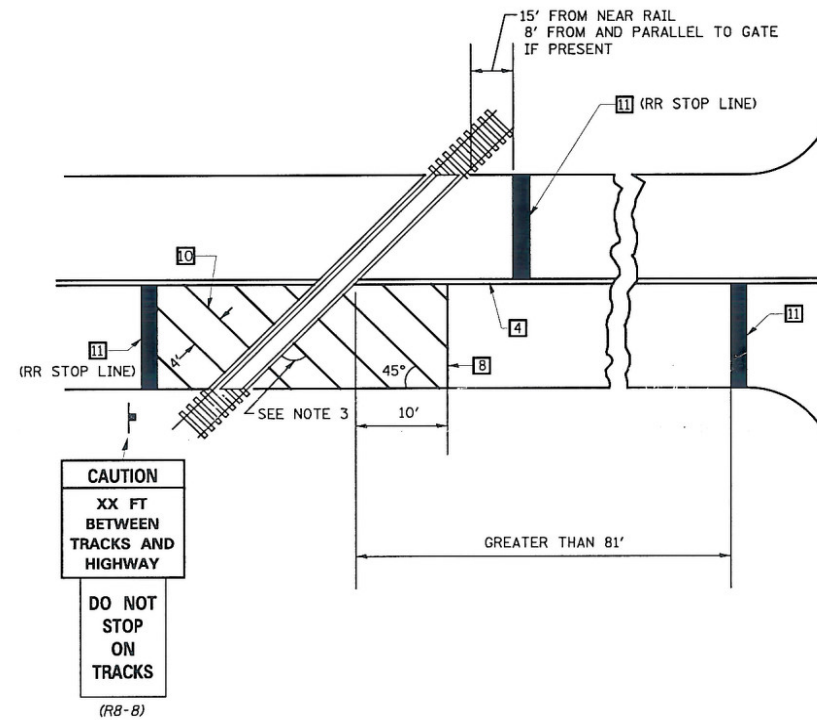 15' FROM NEAR RAIL
8' FROM AND PARALLEL TO GATE
IF PRESENT
11 (RR STOP LINE)
10
4
11
11
(RR STOP LINE)
4'
45°
8
SEE NOTE 3
10'
CAUTION
XX FT
BETWEEN
TRACKS AND
HIGHWAY
GREATER THAN 81'
DO NOT
STOP
ON
TRACKS
(R8-8)